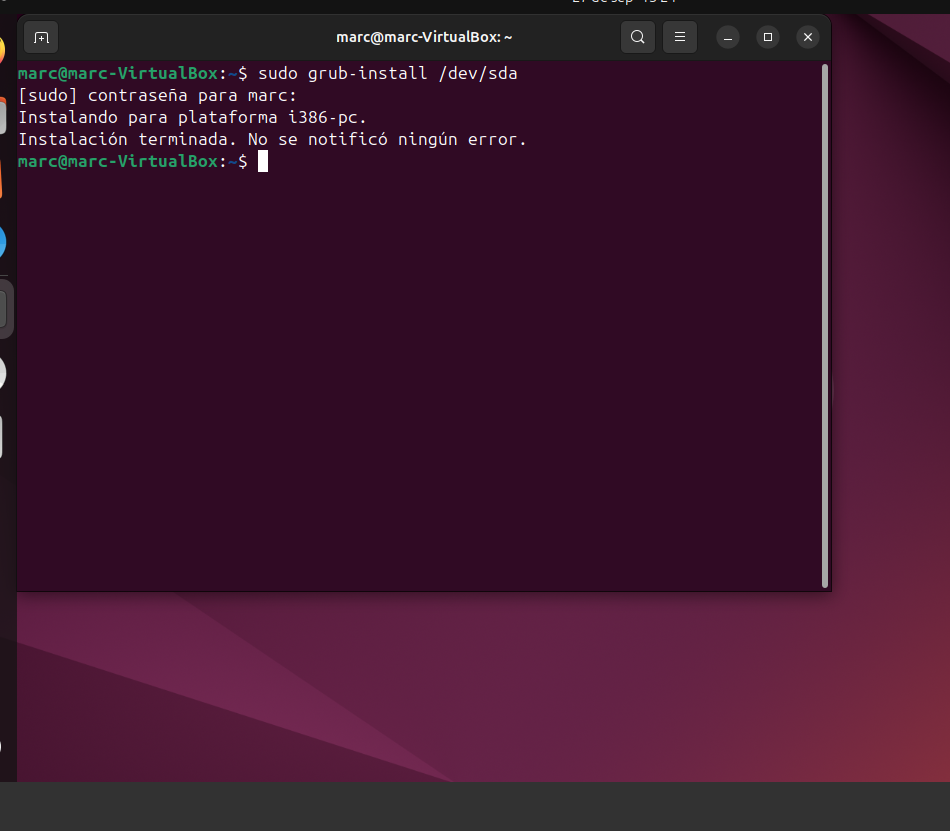 marc@marc-VirtualBox: ~
marc@marc-VirtualBox:~$ sudo grub-install /dev/sda
[sudo] contraseña para marc:
Instalando para plataforma i386-pc.
Instalación terminada. No se notificó ningún error.
marc@marc-VirtualBox:~$